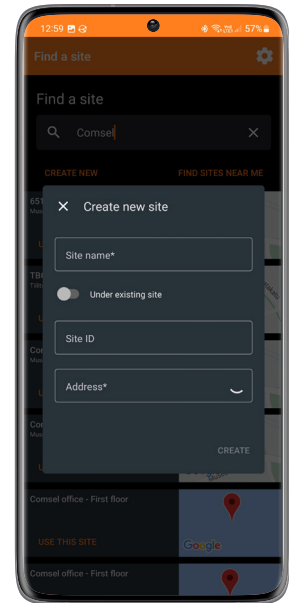 12:59
57%
Find a site
Find a site
Comsel
CREATE NEW
FIND SITES NEAR ME
651
Create new site
Site name*
Under existing site
Site ID
Address*
CREATE
Google
Comsel office - First floor
USE THIS SITE
Google
Comsel office - First floor